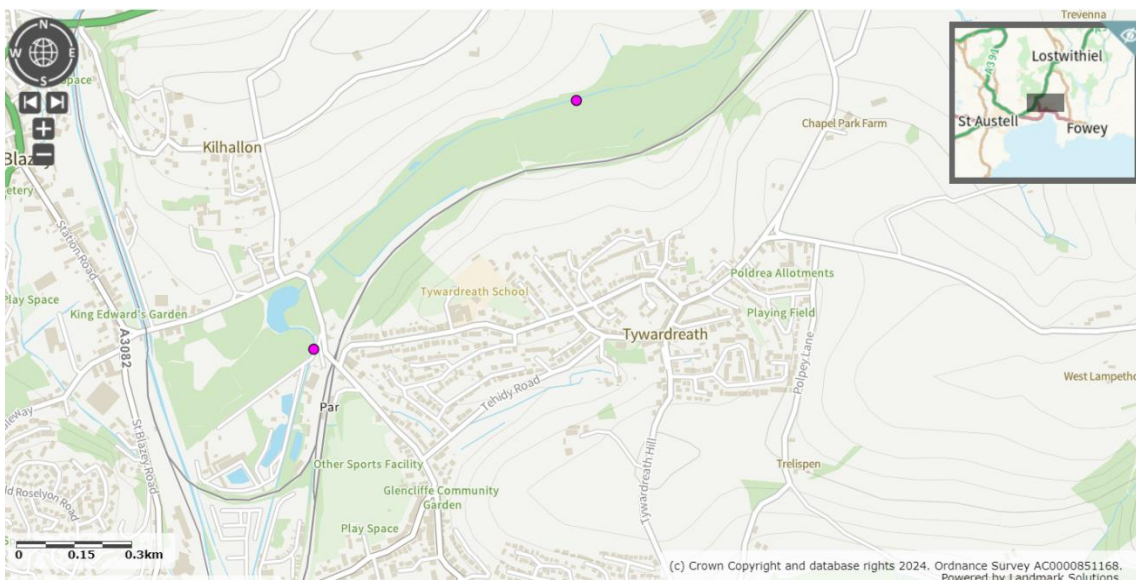 Trevenna
N
W
E
S
Space
Lostwithiel
A391
St Austell
Fowey
Chapel Park Farm
Kilhallon
Station Road
Poldrea Allotments
Play Space
Tywardreath School
King Edward's Garden
Playing Field
Tywardreath
A3082
Polpey Lane
West Lampetho
Par
Tehidy Road
St Blazey Road
Other Sports Facility
Trelispen
Glencliffe Community
Garden
Tywardreath Hill
Roselyon Road
Play Space
0 0.15 0.3km
(c) Crown Copyright and database rights 2024. Ordnance Survey AC0000851168.
Powered by Landmark Solutions